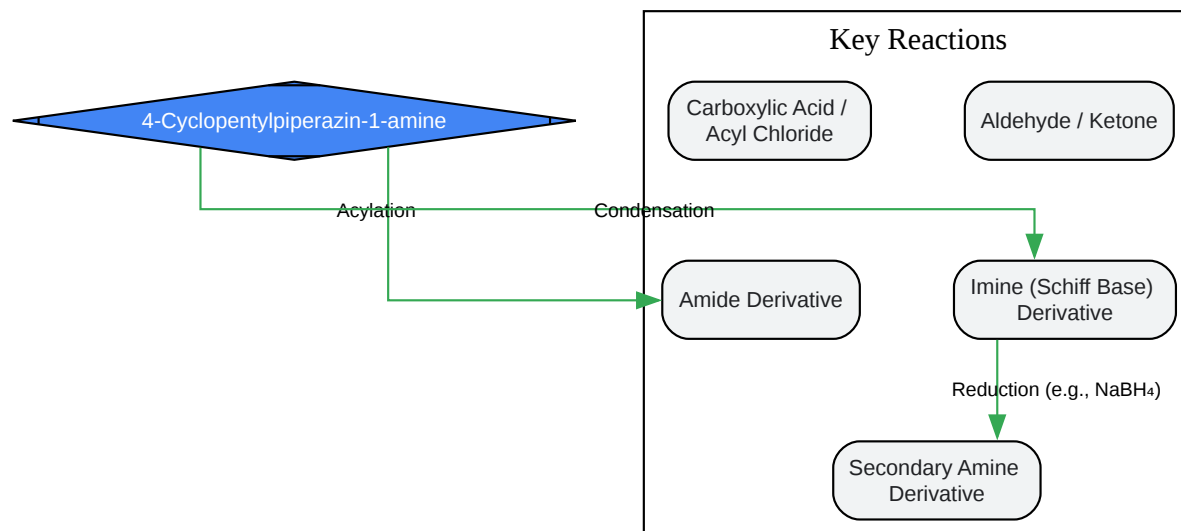 Key Reactions
4-Cyclopentylpiperazin-1-amine
Carboxylic Acid /
Acyl Chloride
Aldehyde / Ketone
Acylation
Condensation
Amide Derivative
Imine (Schiff Base)
Derivative
Reduction (e.g., NaBH₄)
Secondary Amine
Derivative